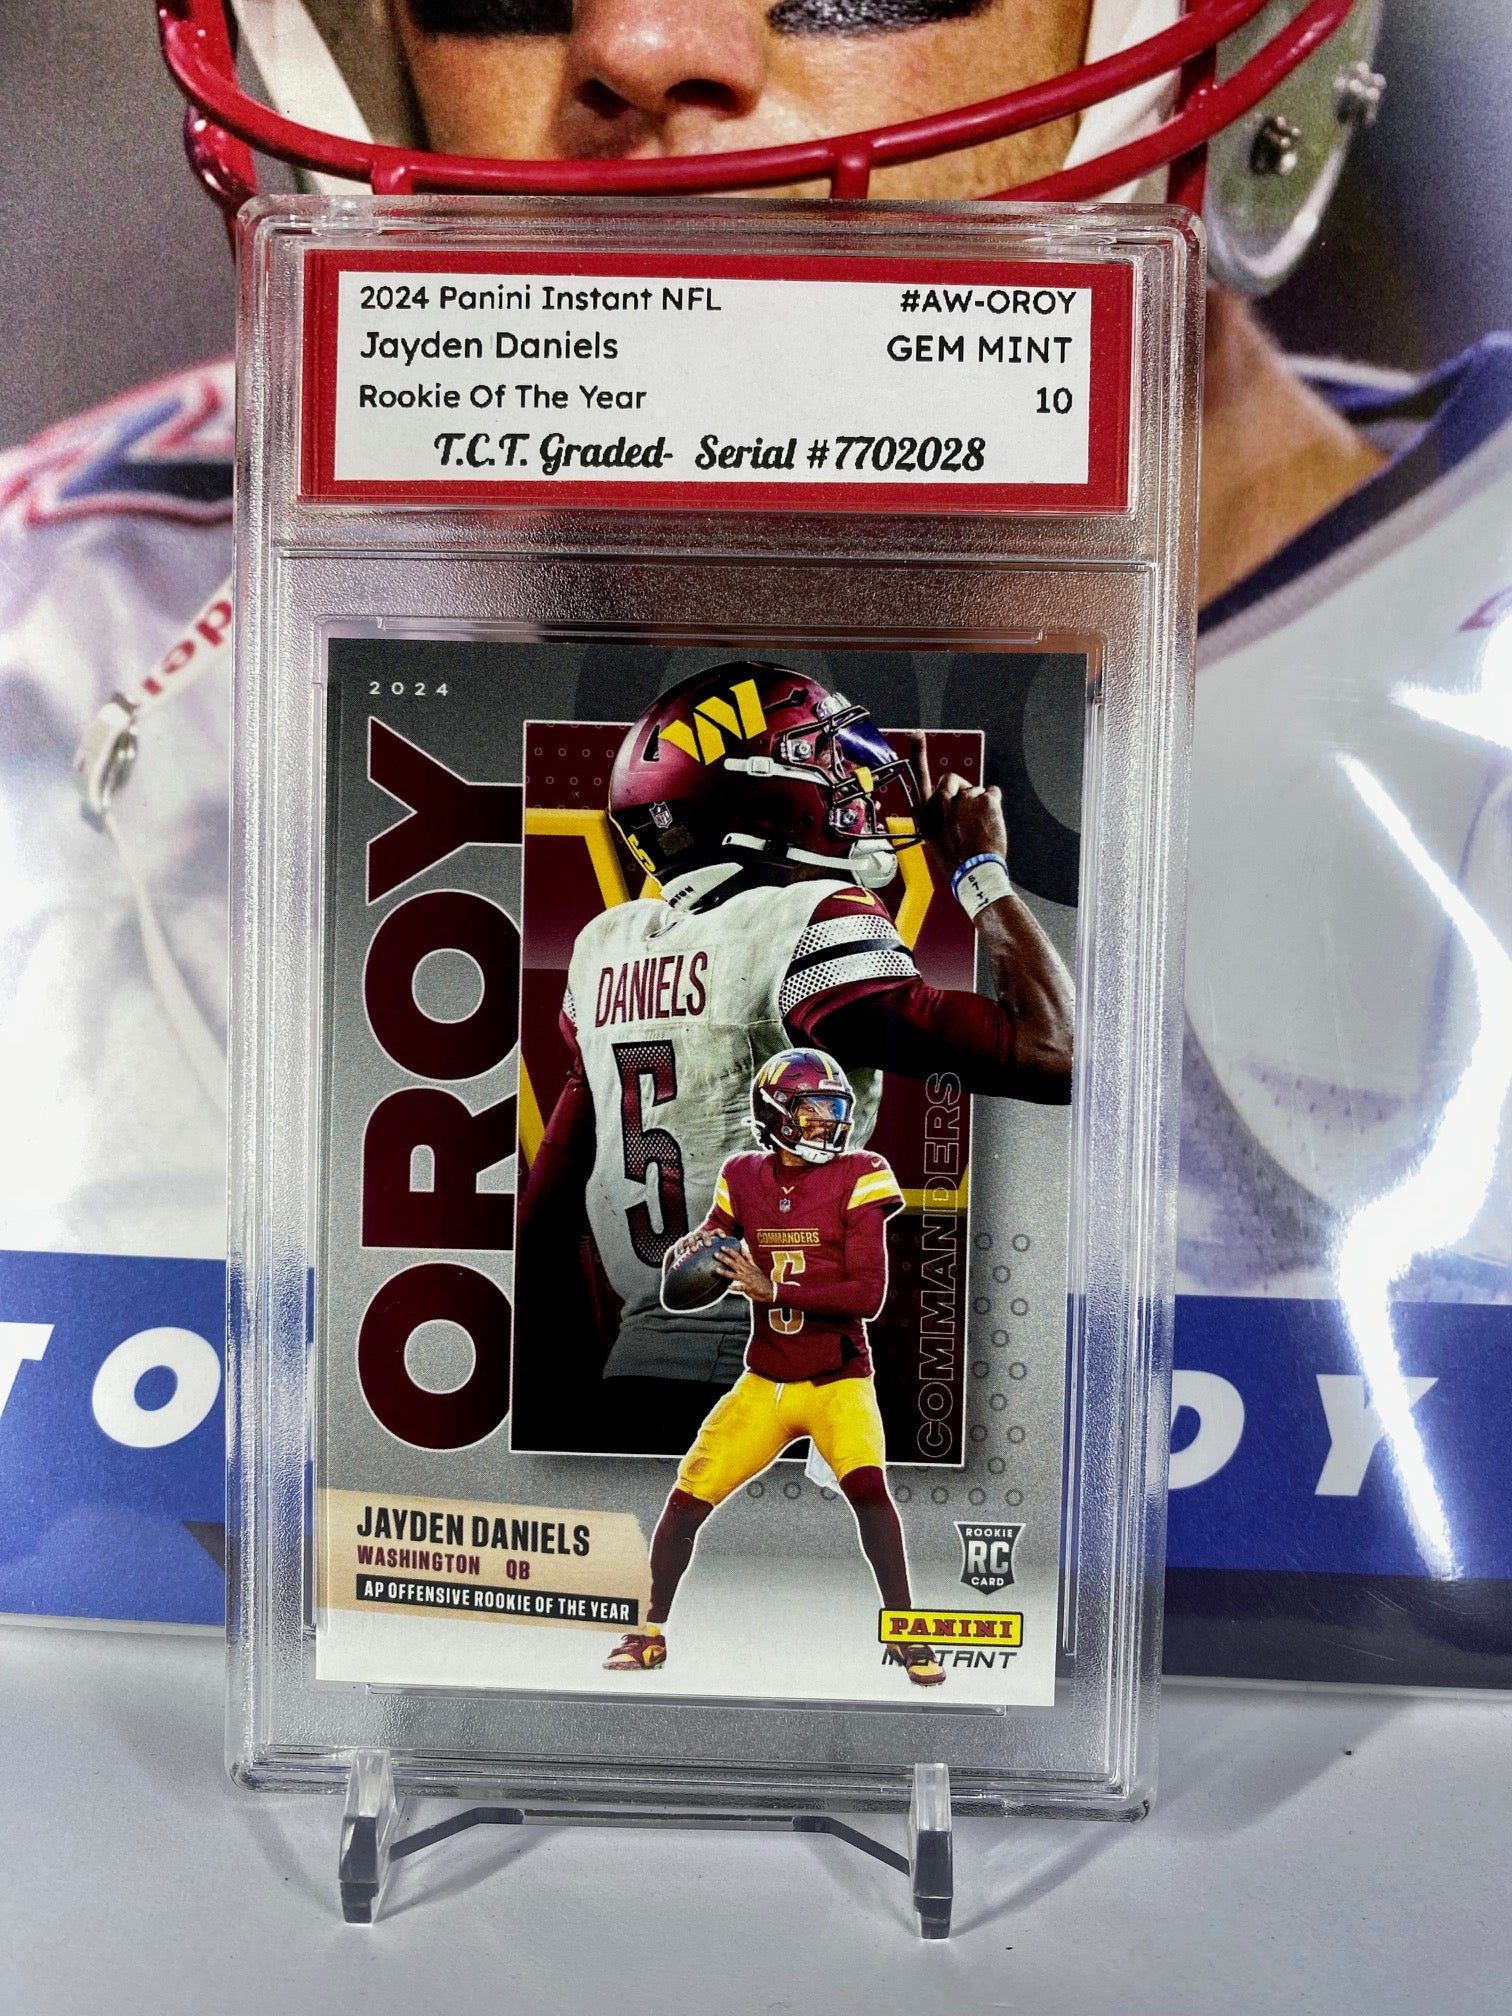 2024 Panini Instant NFL #AW-OROY
Jayden Daniels GEM MINT
Rookie Of The Year 10
T.C.T. Graded- Serial #7702028
2024
OROY
DANIELS
5
COMMANDERS
COMMANDERS
5
JAYDEN DANIELS
WASHINGTON QB
AP OFFENSIVE ROOKIE OF THE YEAR
ROOKIE
RC
CARD
PANINI
INSTANT